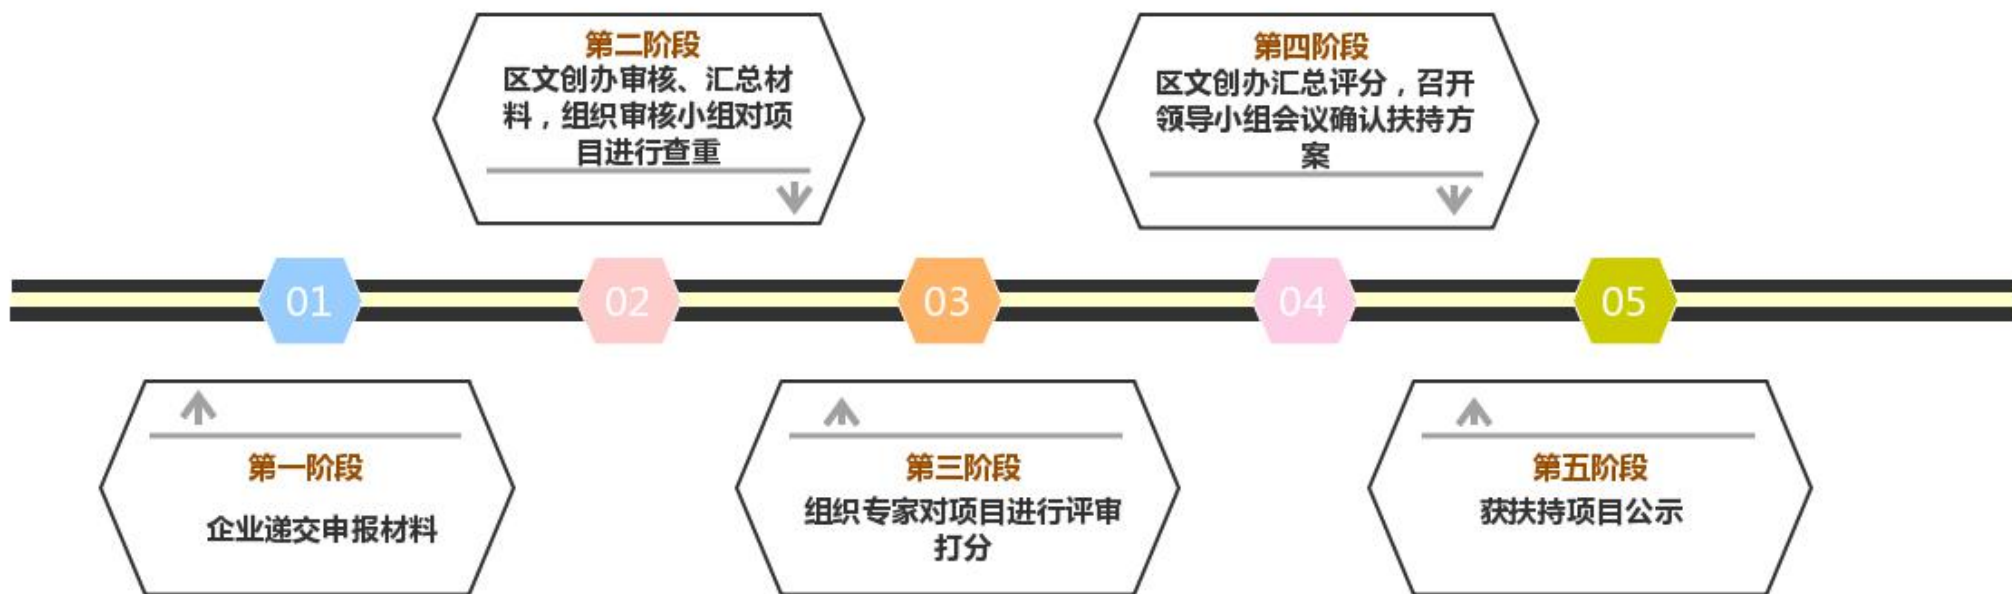 第二阶段
区文创办审核、汇总材
料，组织审核小组对项
目进行查重
第四阶段
区文创办汇总评分，召开
领导小组会议确认扶持方
案
01
02
03
04
05
第一阶段
企业递交申报材料
第三阶段
组织专家对项目进行评审
打分
第五阶段
获扶持项目公示